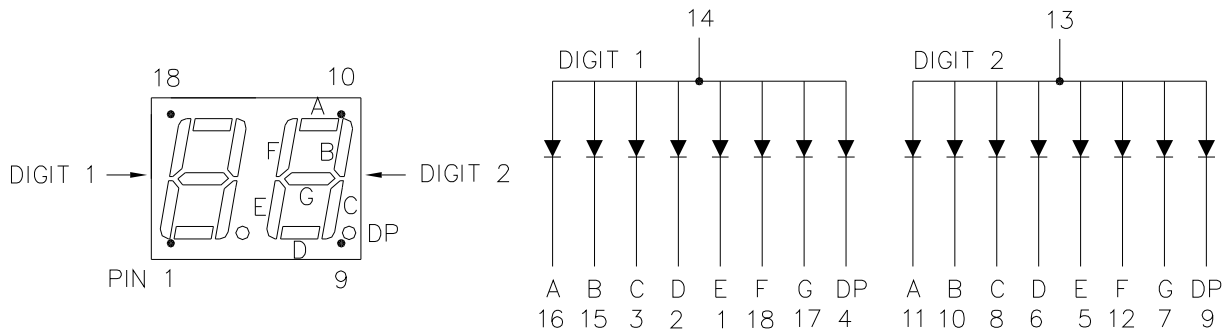 18 10
A
F B
DIGIT 1 DIGIT 2
G
E C
DP
D
PIN 1 9
14
DIGIT 1
A B C D E F G DP
16 15 3 2 1 18 17 4
13
DIGIT 2
A B C D E F G DP
11 10 8 6 5 12 7 9